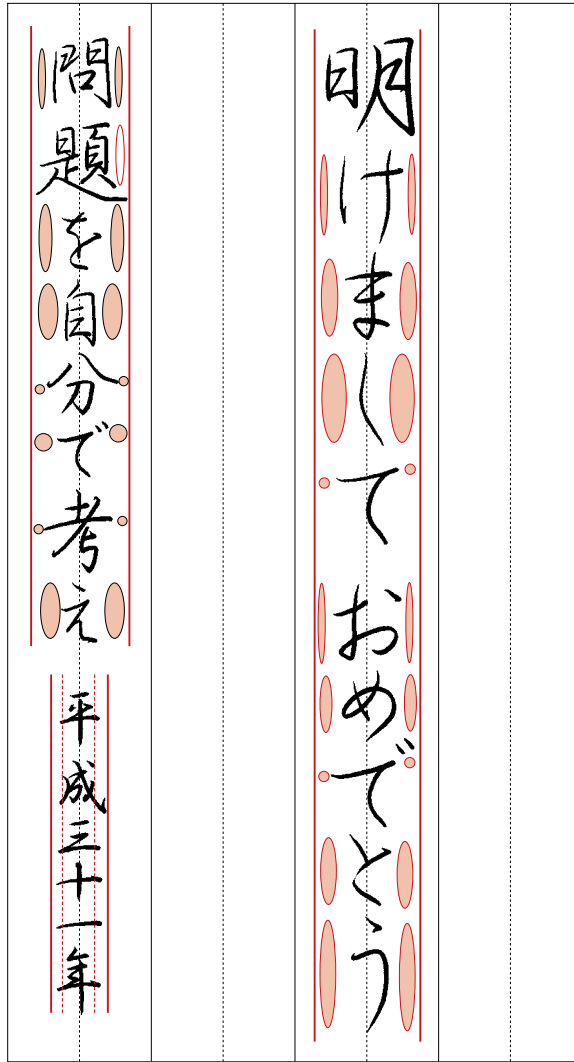 明けましておめでとう
問題を自分で考え
平成三十一年